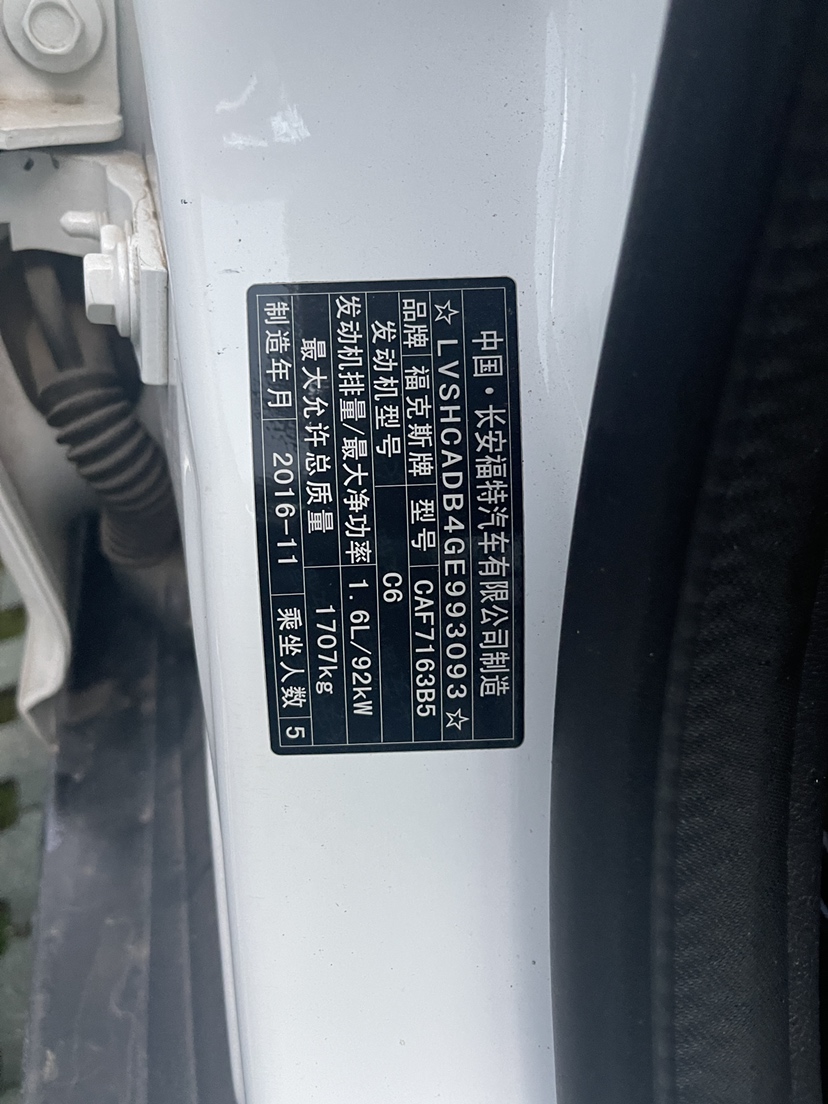 中国·长安福特汽车有限公司制造
☆LVSHCADB4GE993093☆
品牌 福克斯牌 型号 CAF7163B5
发动机型号 C6
发动机排量/最大净功率 1.6L/92kW
最大允许总质量 1707kg
制造年月 2016-11 乘坐人数 5